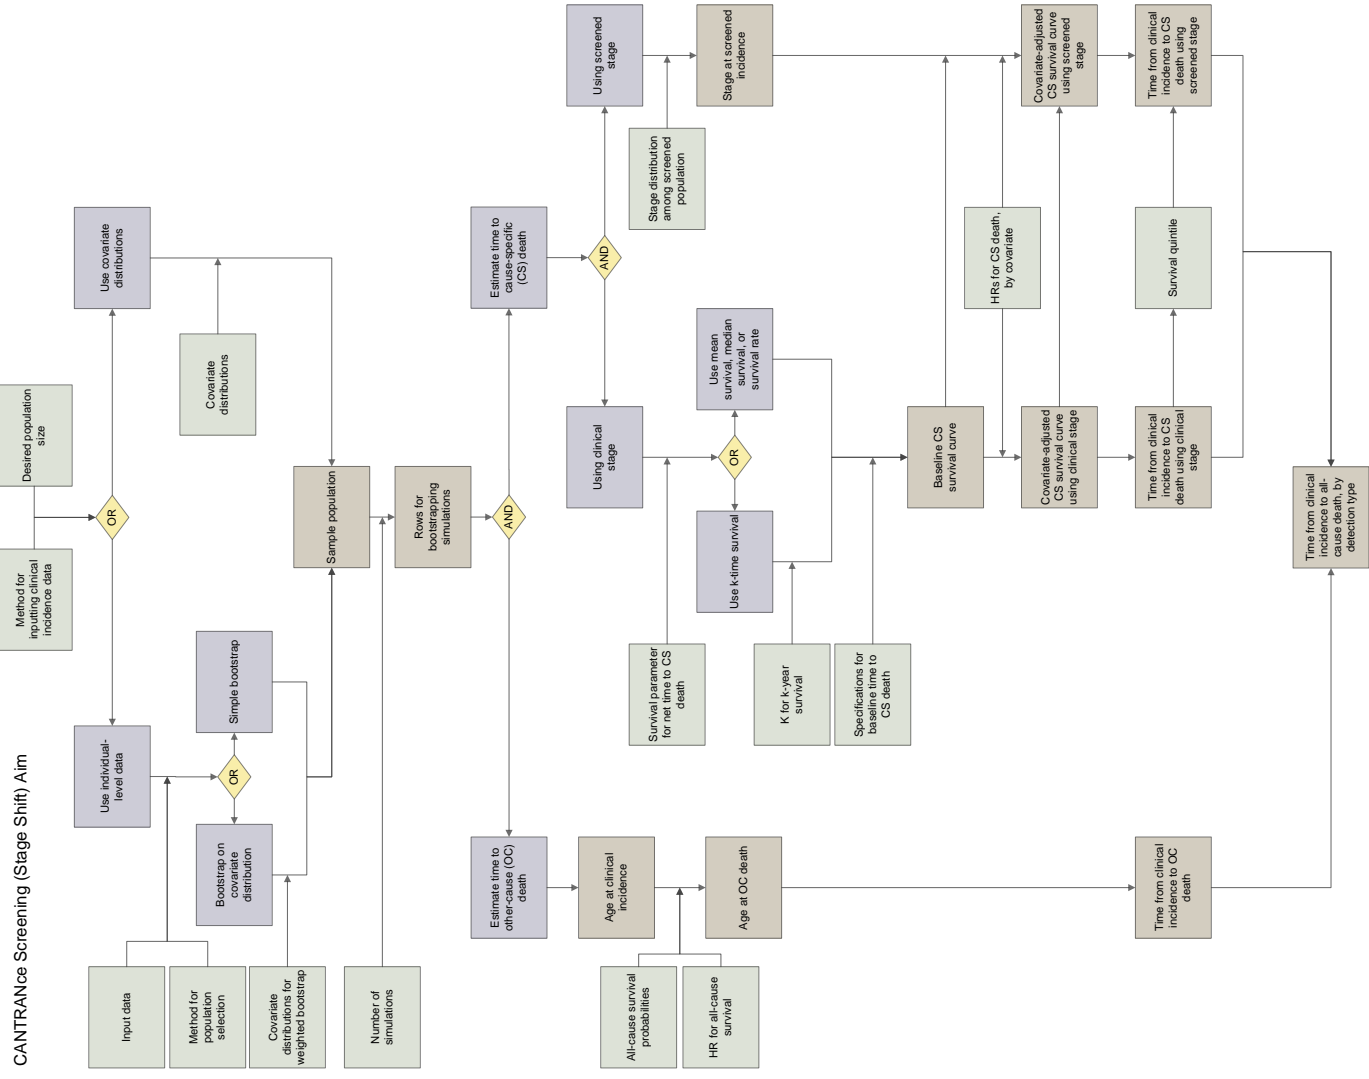 CANTRANce Screening (Stage Shift) Aim
Input data
Method for
population
selection
Covariate
distributions for
weighted bootstrap
Number of
simulations
All-cause survival
probabilities
HR for all-cause
survival
Use individual-
level data
Bootstrap on
covariate
distribution
OR
Simple bootstrap
Method for
inputting clinical
incidence data
Desired population
size
OR
Use covariate
distributions
Covariate
distributions
Sample population
Rows for
bootstrapping
simulations
AND
Estimate time to
other-cause (OC)
death
Age at clinical
incidence
Age at OC death
Time from clinical
incidence to OC
death
Estimate time to
cause-specific
(CS) death
AND
Using clinical
stage
Survival parameter
for net time to CS
death
OR
Use k-time survival
Use mean
survival, median
survival, or
survival rate
K for k-year
survival
Specifications for
baseline time to
CS death
Baseline CS
survival curve
HRs for CS death,
by covariate
Covariate-adjusted
CS survival curve
using clinical stage
Time from clinical
incidence to CS
death using clinical
stage
Survival quintile
Using screened
stage
Stage distribution
among screened
population
Stage at screened
incidence
Covariate-adjusted
CS survival curve
using screened
stage
Time from clinical
incidence to CS
death using
screened stage
Time from clinical
incidence to all-
cause death, by
detection type